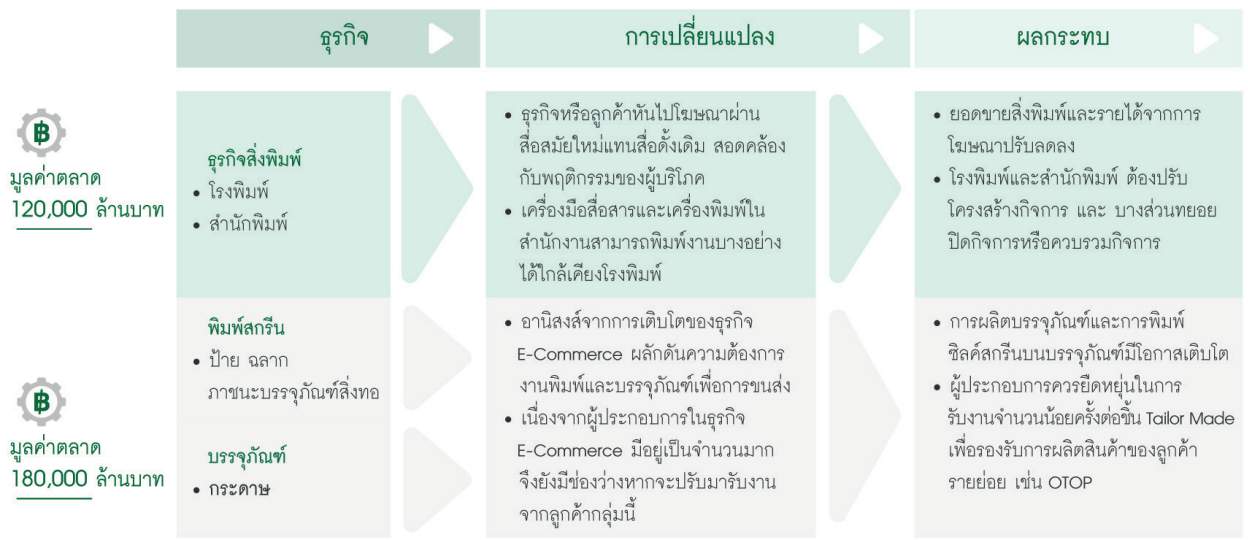 ธุรกิจ
การเปลี่ยนแปลง
ผลกระทบ
฿
มูลค่าตลาด
120,000 ล้านบาท
ธุรกิจสิ่งพิมพ์
• โรงพิมพ์
• สำนักพิมพ์
• ธุรกิจหรือลูกค้าหันไปโฆษณาผ่าน
สื่อสมัยใหม่แทนสื่อดั้งเดิม สอดคล้อง
กับพฤติกรรมของผู้บริโภค
• เครื่องมือสื่อสารและเครื่องพิมพ์ใน
สำนักงานสามารถพิมพ์งานบางอย่าง
ได้ใกล้เคียงโรงพิมพ์
• ยอดขายสิ่งพิมพ์และรายได้จากการ
โฆษณาปรับลดลง
• โรงพิมพ์และสำนักพิมพ์ ต้องปรับ
โครงสร้างกิจการ และ บางส่วนทยอย
ปิดกิจการหรือควบรวมกิจการ
฿
มูลค่าตลาด
180,000 ล้านบาท
พิมพ์สกรีน
• ป้าย ฉลาก
ภาชนะบรรจุภัณฑ์สิ่งทอ
บรรจุภัณฑ์
• กระดาษ
• อานิสงส์จากการเติบโตของธุรกิจ
E-Commerce ผลักดันความต้องการ
งานพิมพ์และบรรจุภัณฑ์เพื่อการขนส่ง
• เนื่องจากผู้ประกอบการในธุรกิจ
E-Commerce มีอยู่เป็นจำนวนมาก
จึงยังมีช่องว่างหากจะปรับมารับงาน
จากลูกค้ากลุ่มนี้
• การผลิตบรรจุภัณฑ์และการพิมพ์
ซิลค์สกรีนบนบรรจุภัณฑ์มีโอกาสเติบโต
• ผู้ประกอบการควรยืดหยุ่นในการ
รับงานจำนวนน้อยครั้งต่อชิ้น Tailor Made
เพื่อรองรับการผลิตสินค้าของลูกค้า
รายย่อย เช่น OTOP